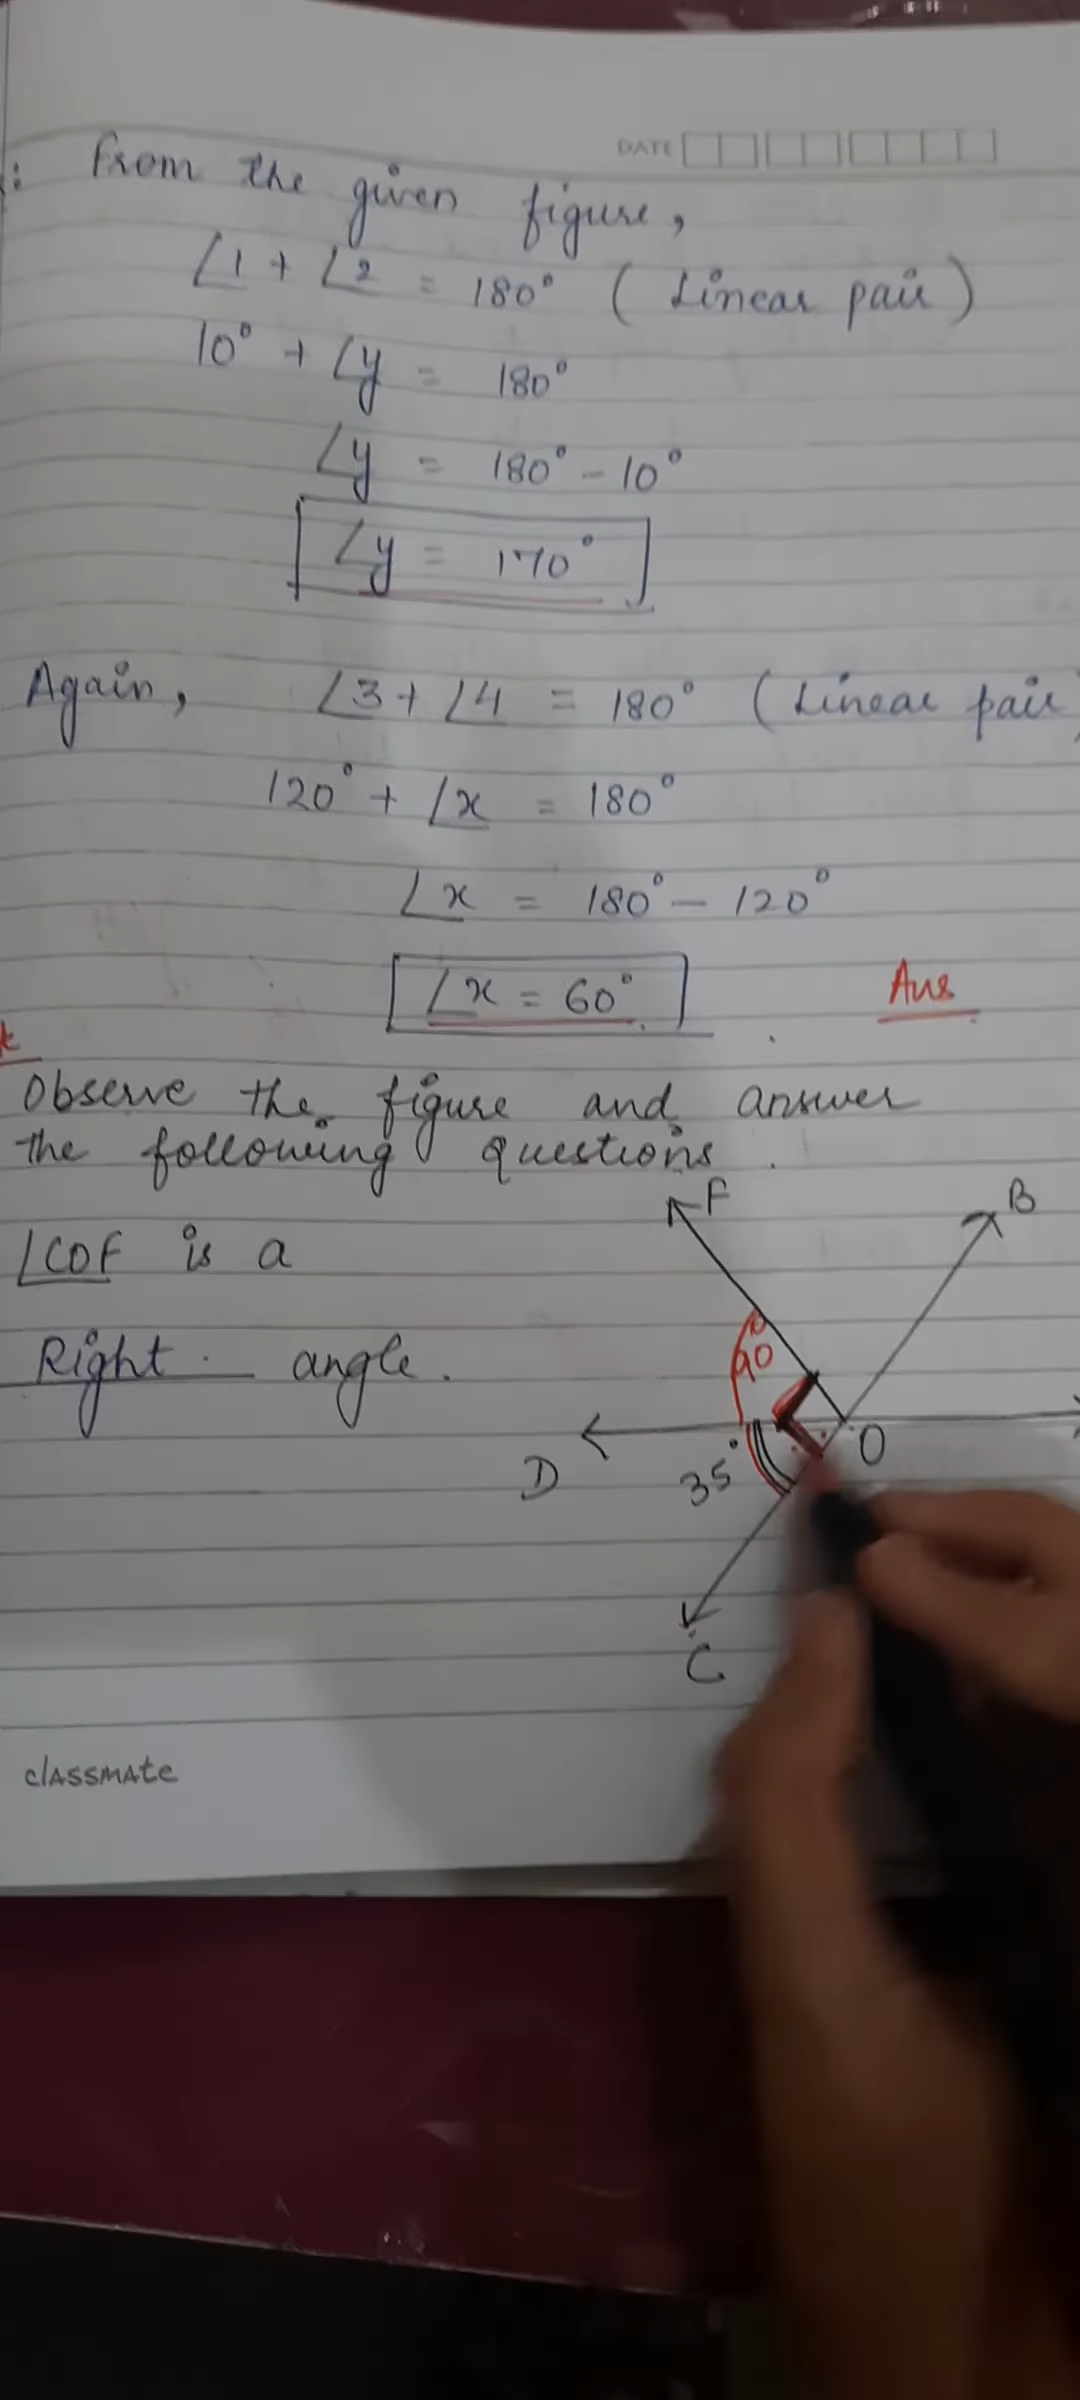 DATE
: From the given figure,
∠1 + ∠2 = 180° ( Linear pair )
10° + ∠y = 180°
∠y = 180° - 10°
∠y = 170°
Again, ∠3 + ∠4 = 180° ( Linear pair )
120° + ∠x = 180°
∠x = 180° - 120°
∠x = 60°
Ans
Observe the figure and answer
the following questions.
∠COF is a
Right angle.
F
B
90
D
35°
O
C
classmate